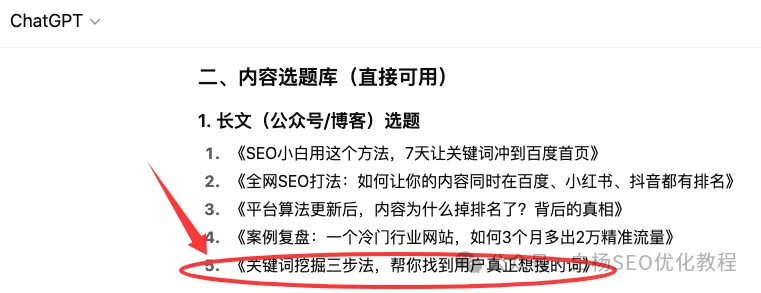 ChatGPT
二、内容选题库（直接可用）
1. 长文（公众号/博客）选题
1. 《SEO小白用这个方法，7天让关键词冲到百度首页》
2. 《全网SEO打法：如何让你的内容同时在百度、小红书、抖音都有排名》
3. 《平台算法更新后，内容为什么掉排名了？背后的真相》
4. 《案例复盘：一个冷门行业网站，如何3个月多出2万精准流量》
5. 《关键词挖掘三步法，帮你找到用户真正想搜的词》
公众号 · 白杨SEO优化教程